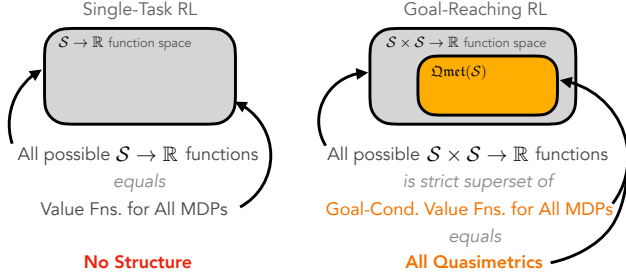 Single-Task RL
𝒮 → ℝ function space
All possible 𝒮 → ℝ functions
equals
Value Fns. for All MDPs
No Structure
Goal-Reaching RL
𝒮 × 𝒮 → ℝ function space
𝔔𝔪𝔢𝔱(𝒮)
All possible 𝒮 × 𝒮 → ℝ functions
is strict superset of
Goal-Cond. Value Fns. for All MDPs
equals
All Quasimetrics